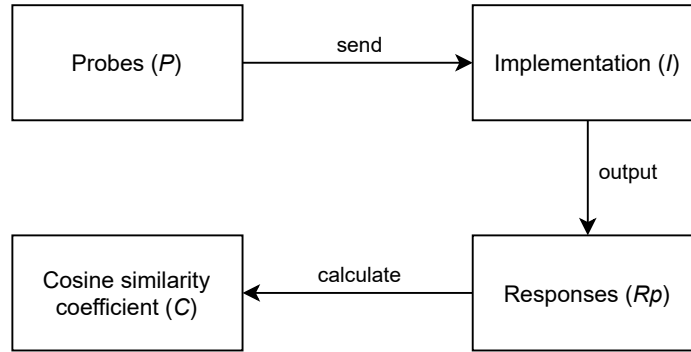 Probes (P)
send
Implementation (I)
output
Responses (Rp)
calculate
Cosine similarity
coefficient (C)